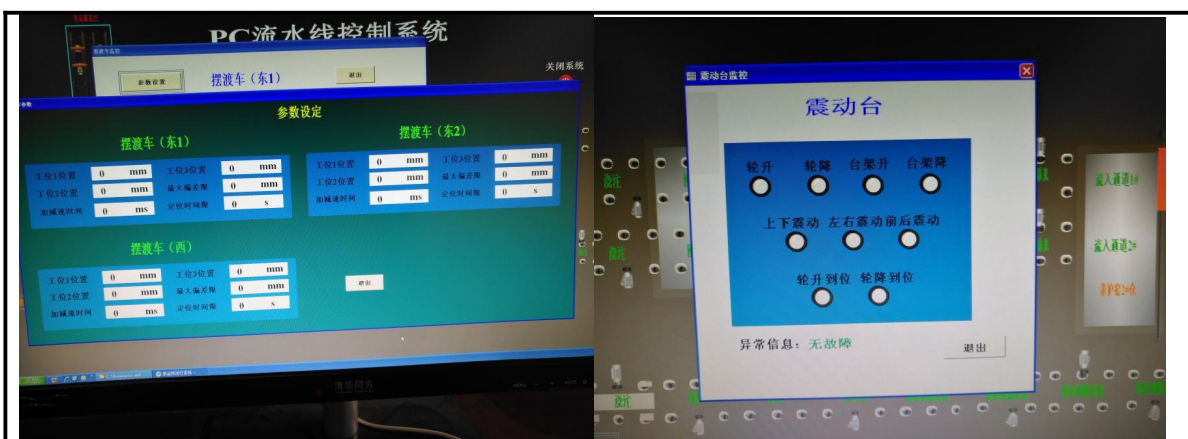 PC流水线控制系统
摆渡车监控
关闭系统
参数设置
摆渡车（东1）
退出
参数设定
摆渡车（东1）
工位1位置 0 mm 工位3位置 0 mm
工位2位置 0 mm 最大偏差限 0 mm
加减速时间 0 ms 定位时间限 0 s
摆渡车（东2）
工位1位置 0 mm 工位3位置 0 mm
工位2位置 0 mm 最大偏差限 0 mm
加减速时间 0 ms 定位时间限 0 s
摆渡车（西）
工位1位置 0 mm 工位3位置 0 mm
工位2位置 0 mm 最大偏差限 0 mm
加减速时间 0 ms 定位时间限 0 s
退出
清华同方
震动台监控
震动台
轮升 轮降 台架升 台架降
上下震动 左右震动 前后震动
轮升到位 轮降到位
异常信息：无故障
退出
流入通道1#
流入通道2#
养护窑2#仓